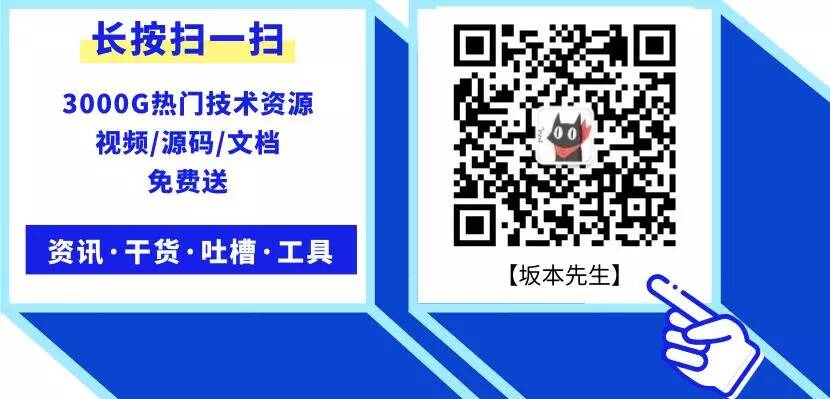 长按扫一扫
3000G热门技术资源
视频/源码/文档
免费送
资讯·干货·吐槽·工具
【坂本先生】